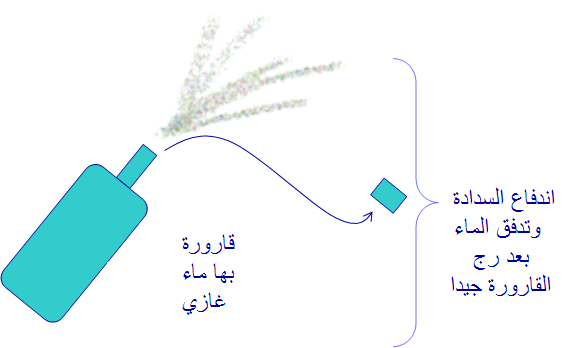 اندفاع السدادة
وتدفق الماء
بعد رج
القارورة جيدا
قارورة
بها ماء
غازي